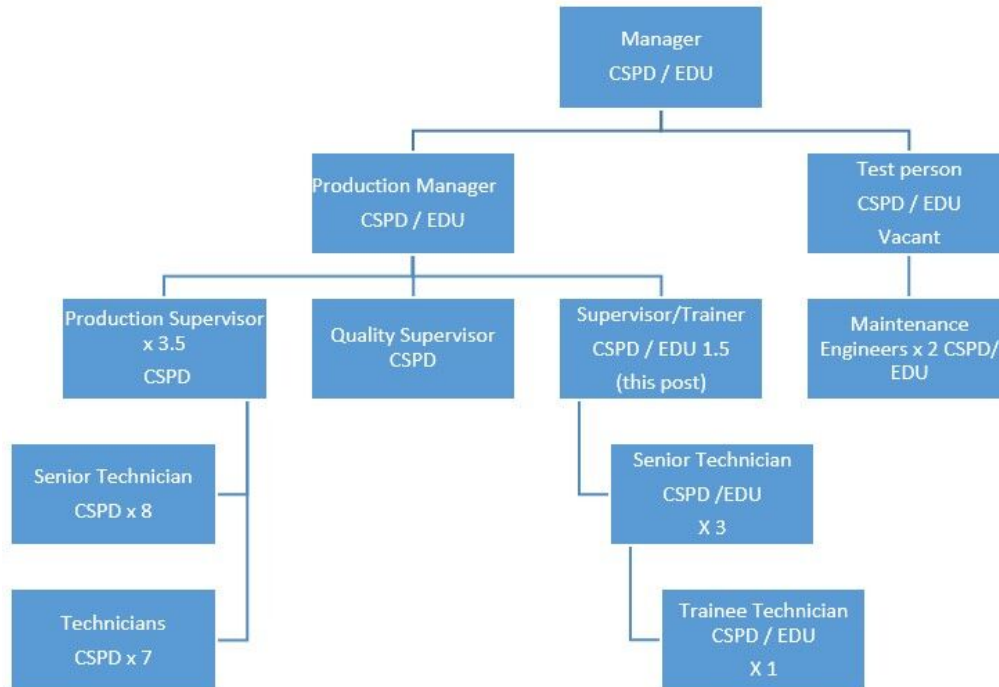 Manager
CSPD / EDU
Production Manager
CSPD / EDU
Test person
CSPD / EDU
Vacant
Production Supervisor
x 3.5
CSPD
Quality Supervisor
CSPD
Supervisor/Trainer
CSPD / EDU 1.5
(this post)
Maintenance
Engineers x 2 CSPD/
EDU
Senior Technician
CSPD x 8
Senior Technician
CSPD /EDU
X 3
Technicians
CSPD x 7
Trainee Technician
CSPD / EDU
X 1